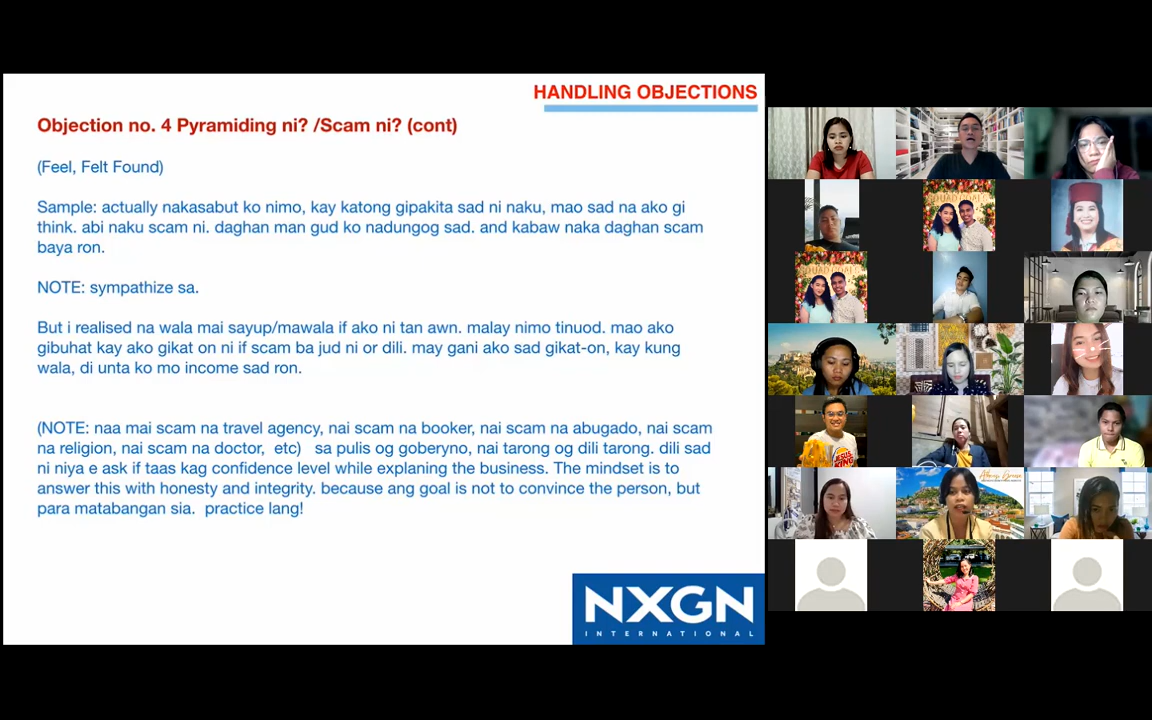 HANDLING OBJECTIONS
Objection no. 4 Pyramiding ni? /Scam ni? (cont)
(Feel, Felt Found)
Sample: actually nakasabut ko nimo, kay katong gipakita sad ni naku, mao sad na ako gi
think. abi naku scam ni. daghan man gud ko nadungog sad. and kabaw naka daghan scam
baya ron.
NOTE: sympathize sa.
But i realised na wala mai sayup/mawala if ako ni tan awn. malay nimo tinuod. mao ako
gibuhat kay ako gikat on ni if scam ba jud ni or dili. may gani ako sad gikat-on, kay kung
wala, di unta ko mo income sad ron.
(NOTE: naa mai scam na travel agency, nai scam na booker, nai scam na abugado, nai scam
na religion, nai scam na doctor, etc) sa pulis og goberyno, nai tarong og dili tarong. dili sad
ni niya e ask if taas kag confidence level while explaning the business. The mindset is to
answer this with honesty and integrity. because ang goal is not to convince the person, but
para matabangan sia. practice lang!
NXGN
INTERNATIONAL